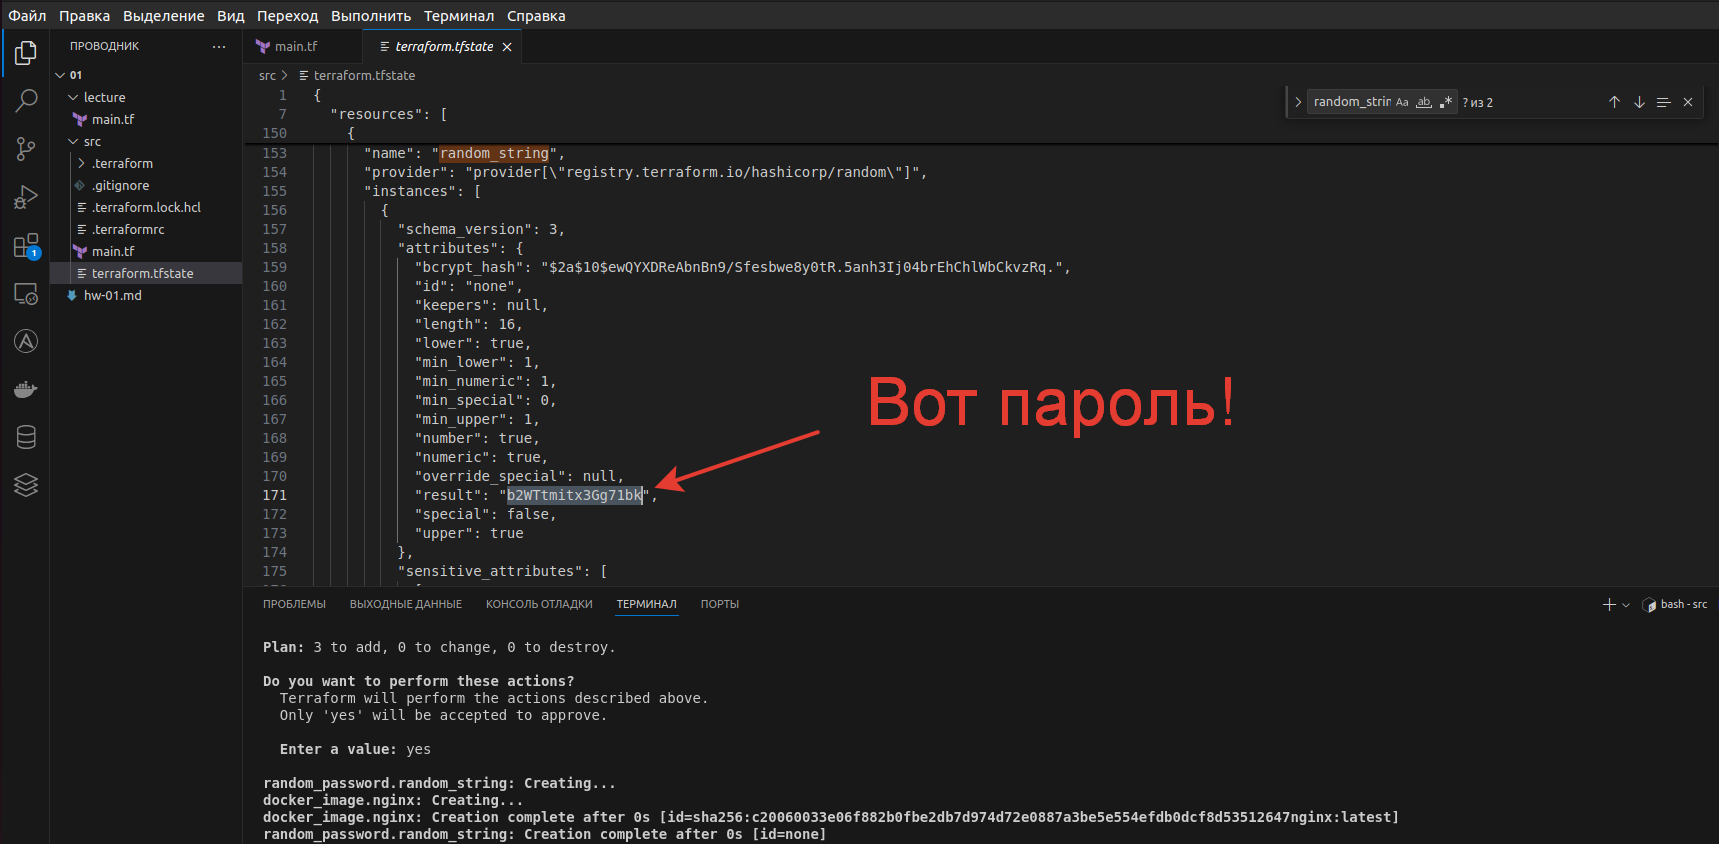 Файл Правка Выделение Вид Переход Выполнить Терминал Справка
ПРОВОДНИК ...
01
lecture
main.tf
src
.terraform
.gitignore
.terraform.lock.hcl
.terraformrc
main.tf
terraform.tfstate
hw-01.md
1
main.tf terraform.tfstate
src > terraform.tfstate
random_strin Aa ab .* ? из 2
1 {
7 "resources": [
150 {
153 "name": "random_string",
154 "provider": "provider[\"registry.terraform.io/hashicorp/random\"]",
155 "instances": [
156 {
157 "schema_version": 3,
158 "attributes": {
159 "bcrypt_hash": "$2a$10$ewQYXDReAbnBn9/Sfesbwe8y0tR.5anh3Ij04brEhChlWbCkvzRq.",
160 "id": "none",
161 "keepers": null,
162 "length": 16,
163 "lower": true,
164 "min_lower": 1,
165 "min_numeric": 1,
166 "min_special": 0,
167 "min_upper": 1,
168 "number": true,
169 "numeric": true,
170 "override_special": null,
171 "result": "b2WTtmitx3Gg71bk",
172 "special": false,
173 "upper": true
174 },
175 "sensitive_attributes": [
Вот пароль!
ПРОБЛЕМЫ ВЫХОДНЫЕ ДАННЫЕ КОНСОЛЬ ОТЛАДКИ ТЕРМИНАЛ ПОРТЫ
bash - src
Plan: 3 to add, 0 to change, 0 to destroy.
Do you want to perform these actions?
Terraform will perform the actions described above.
Only 'yes' will be accepted to approve.
Enter a value: yes
random_password.random_string: Creating...
docker_image.nginx: Creating...
docker_image.nginx: Creation complete after 0s [id=sha256:c20060033e06f882b0fbe2db7d974d72e0887a3be5e554efdb0dcf8d53512647nginx:latest]
random_password.random_string: Creation complete after 0s [id=none]